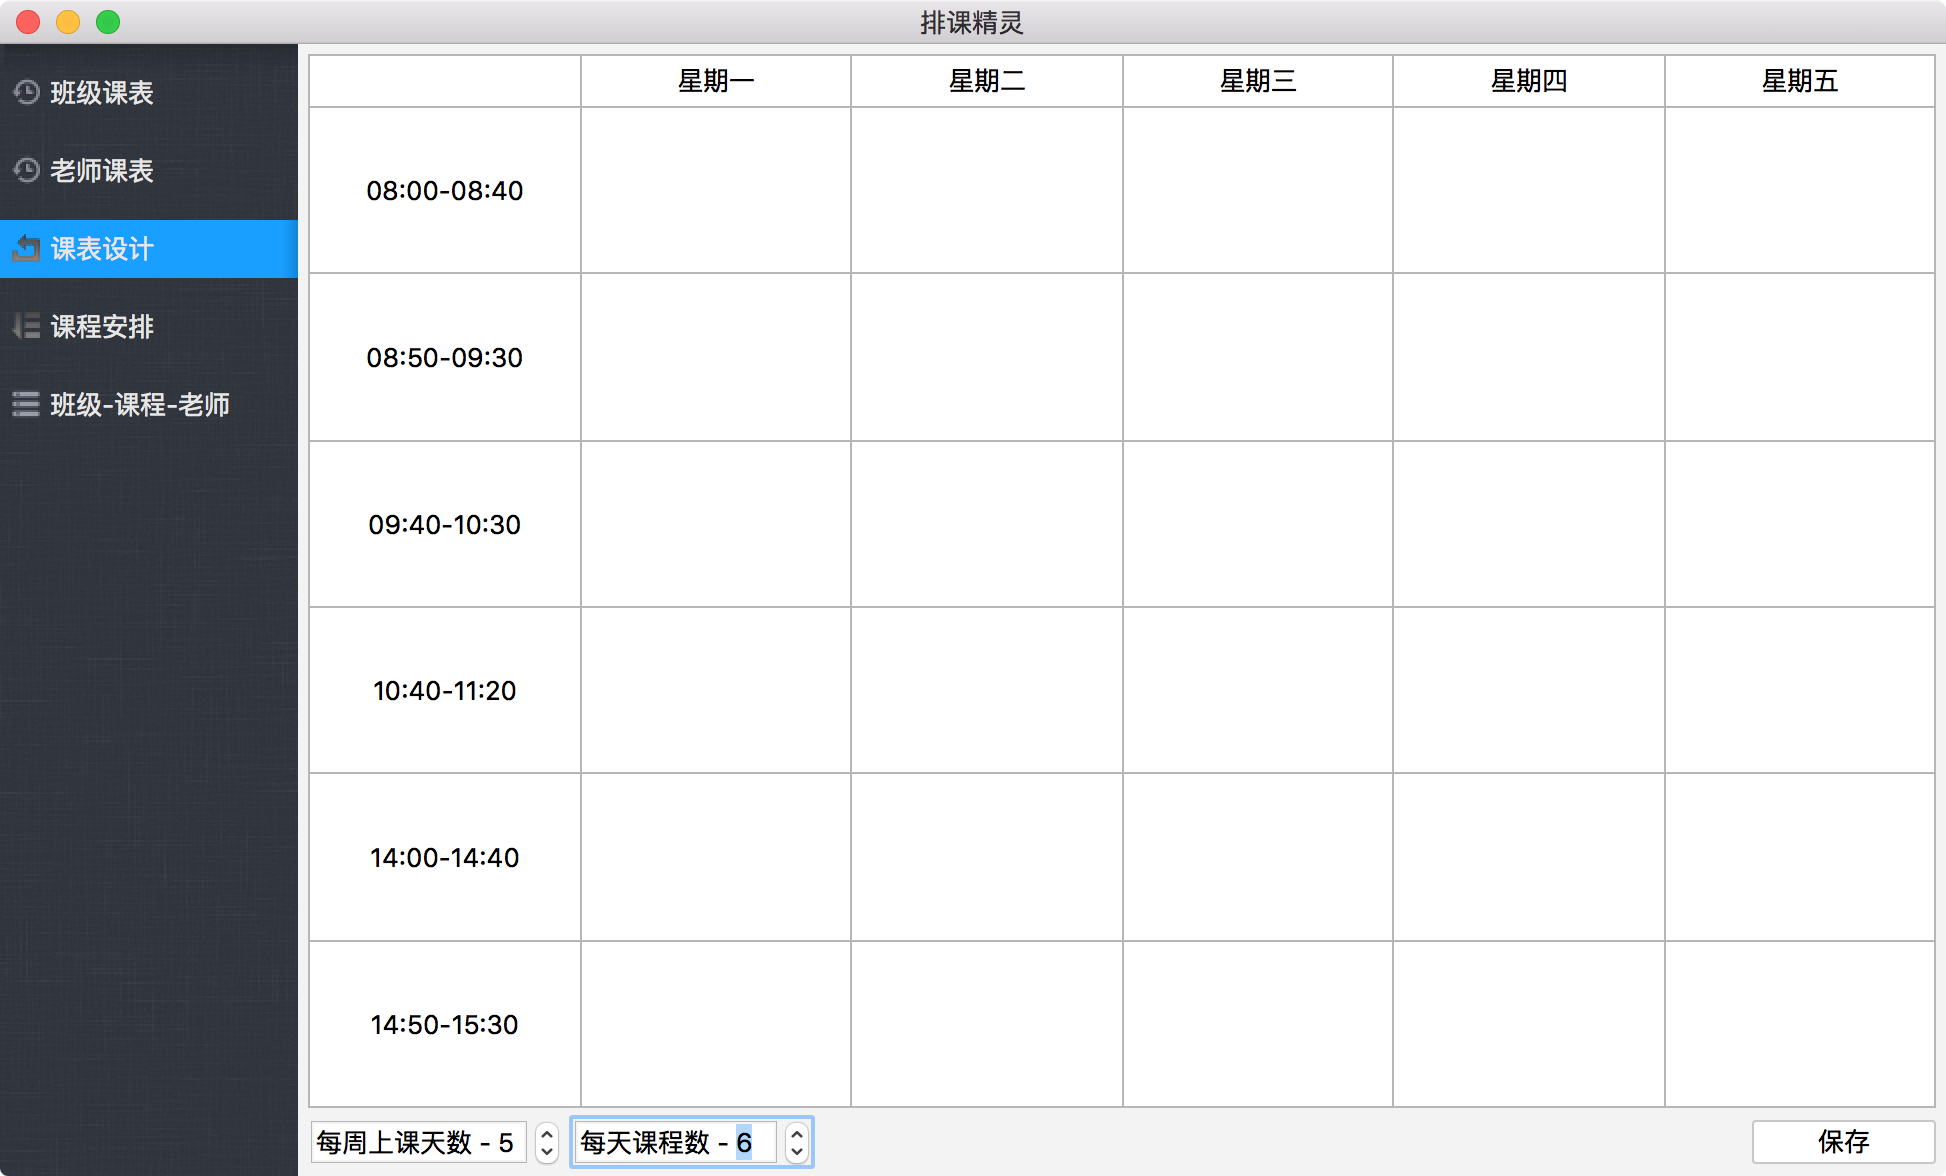 排课精灵
班级课表
老师课表
课表设计
课程安排
班级-课程-老师
星期一 星期二 星期三 星期四 星期五
08:00-08:40
08:50-09:30
09:40-10:30
10:40-11:20
14:00-14:40
14:50-15:30
每周上课天数 - 5 每天课程数 - 6 保存